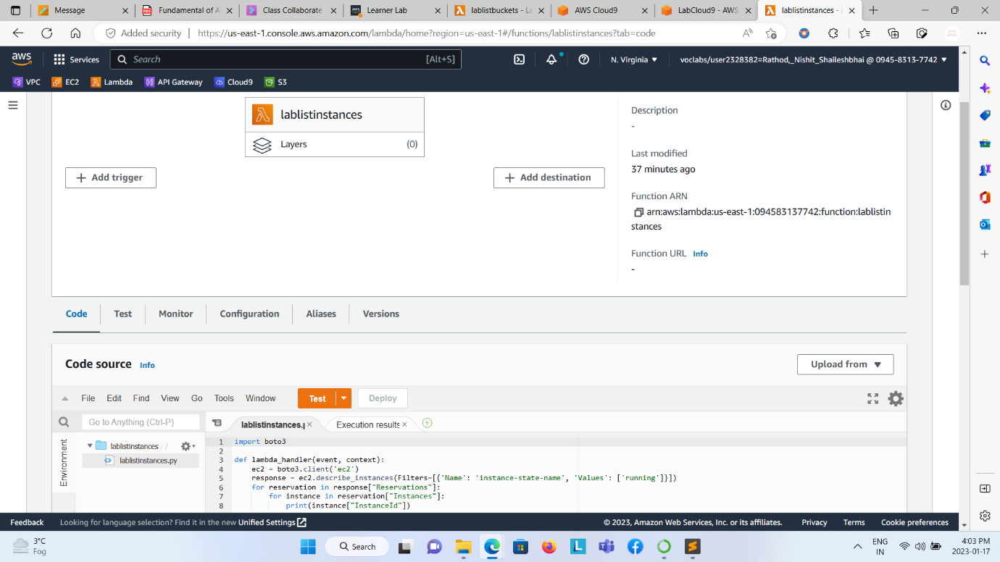 Message
Fundamental of A
Class Collaborate
Learner Lab
lablistbuckets - La
AWS Cloud9
LabCloud9 - AWS
lablistinstances - L
Added security
https://us-east-1.console.aws.amazon.com/lambda/home?region=us-east-1#/functions/lablistinstances?tab=code
aws
Services
Search
[Alt+S]
N. Virginia
voclabs/user2328382=Rathod,_Nishit_Shaileshbhai @ 0945-8313-7742
VPC
EC2
Lambda
API Gateway
Cloud9
S3
lablistinstances
Layers
(0)
Add trigger
Add destination
Description
-
Last modified
37 minutes ago
Function ARN
arn:aws:lambda:us-east-1:094583137742:function:lablistin
stances
Function URL Info
-
Code
Test
Monitor
Configuration
Aliases
Versions
Code source Info
Upload from
File Edit Find View Go Tools Window
Test
Deploy
Go to Anything (Ctrl-P)
lablistinstances.p
Execution results
Environment
lablistinstances /
lablistinstances.py
1 import boto3
2
3 def lambda_handler(event, context):
4 ec2 = boto3.client('ec2')
5 response = ec2.describe_instances(Filters=[{'Name': 'instance-state-name', 'Values': ['running']}])
6 for reservation in response["Reservations"]:
7 for instance in reservation["Instances"]:
8 print(instance["InstanceId"])
Feedback
Looking for language selection? Find it in the new Unified Settings
© 2023, Amazon Web Services, Inc. or its affiliates.
Privacy
Terms
Cookie preferences
3°C
Fog
Search
ENG
IN
4:03 PM
2023-01-17